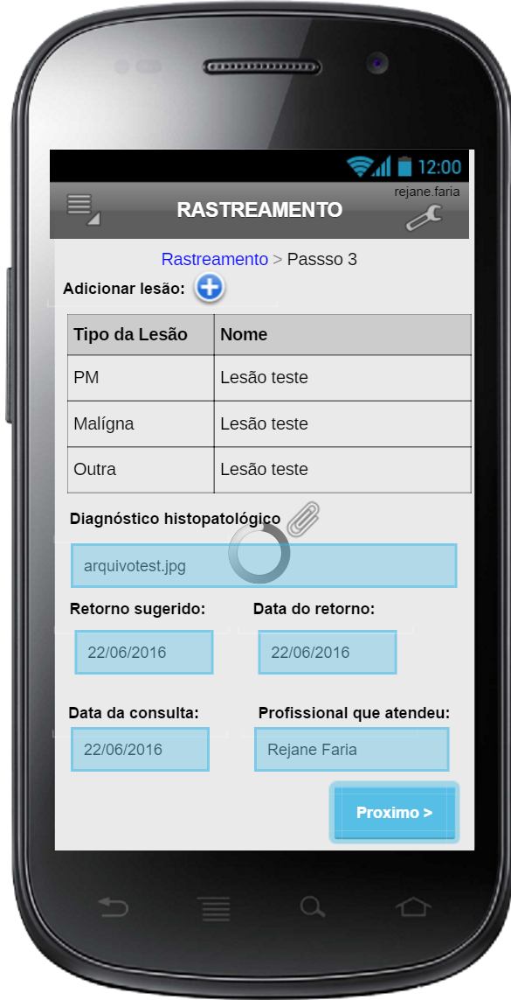 12:00
rejane.faria
RASTREAMENTO
Rastreamento > Passso 3
Adicionar lesão:
Tipo da Lesão Nome
PM Lesão teste
Malígna Lesão teste
Outra Lesão teste
Diagnóstico histopatológico
arquivotest.jpg
Retorno sugerido: Data do retorno:
22/06/2016 22/06/2016
Data da consulta: Profissional que atendeu:
22/06/2016 Rejane Faria
Proximo >